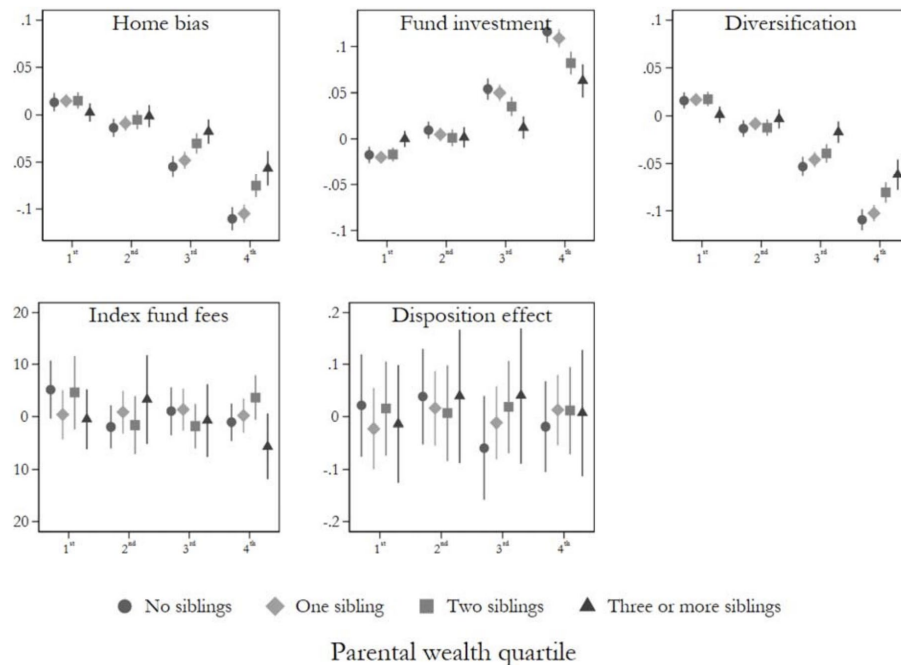 Home bias
.1
.05
0
-.05
-.1
1st
2nd
3rd
4th
Fund investment
.1
.05
0
-.05
-.1
1st
2nd
3rd
4th
Diversification
.1
.05
0
-.05
-.1
1st
2nd
3rd
4th
Index fund fees
20
10
0
10
20
1st
2nd
3rd
4th
Disposition effect
.2
.1
0
-.1
-.2
1st
2nd
3rd
4th
No siblings One sibling Two siblings Three or more siblings
Parental wealth quartile